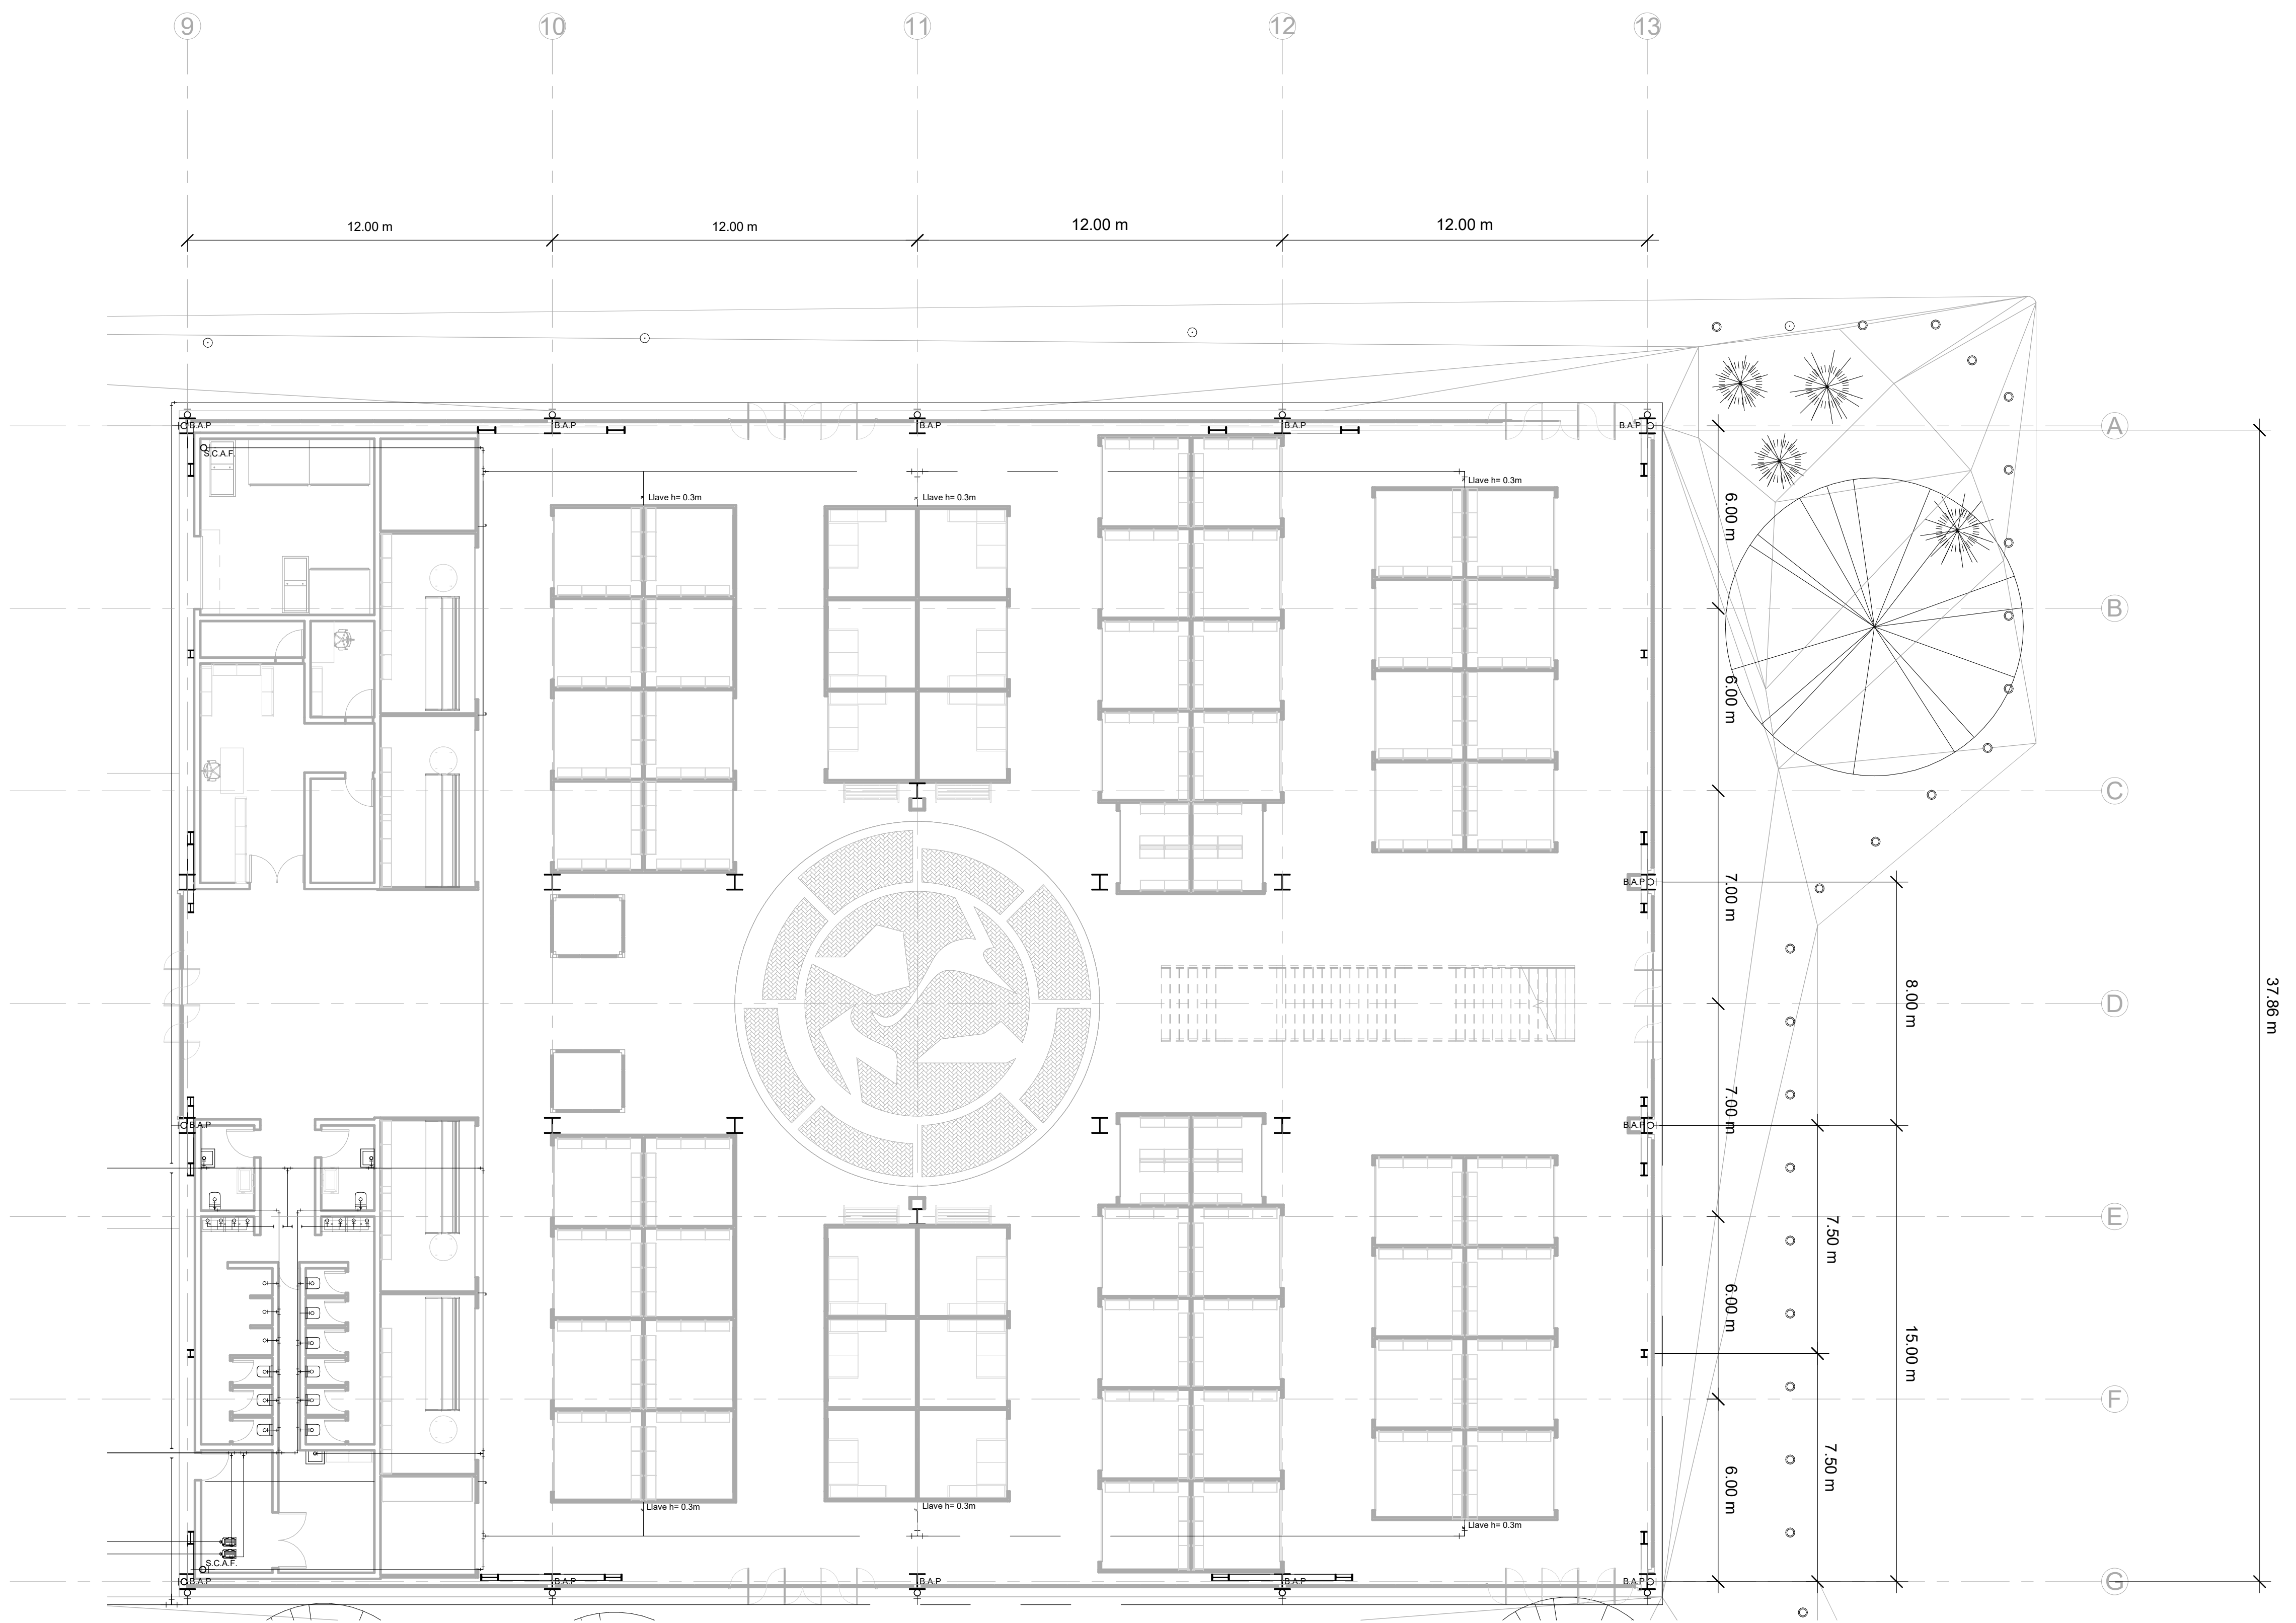 9 10 11 12 13
12.00 m 12.00 m 12.00 m 12.00 m
B.A.P B.A.P B.A.P B.A.P B.A.P A
S.C.A.F.
Llave h= 0.3m Llave h= 0.3m Llave h= 0.3m
6.00 m
B
6.00 m
C
B.A.P
7.00 m
8.00 m
D
37.86 m
7.00 m
B.A.P B.A.P
E
7.50 m
6.00 m
15.00 m
F
7.50 m
6.00 m
Llave h= 0.3m Llave h= 0.3m Llave h= 0.3m
S.C.A.F.
B.A.P B.A.P B.A.P B.A.P B.A.P G